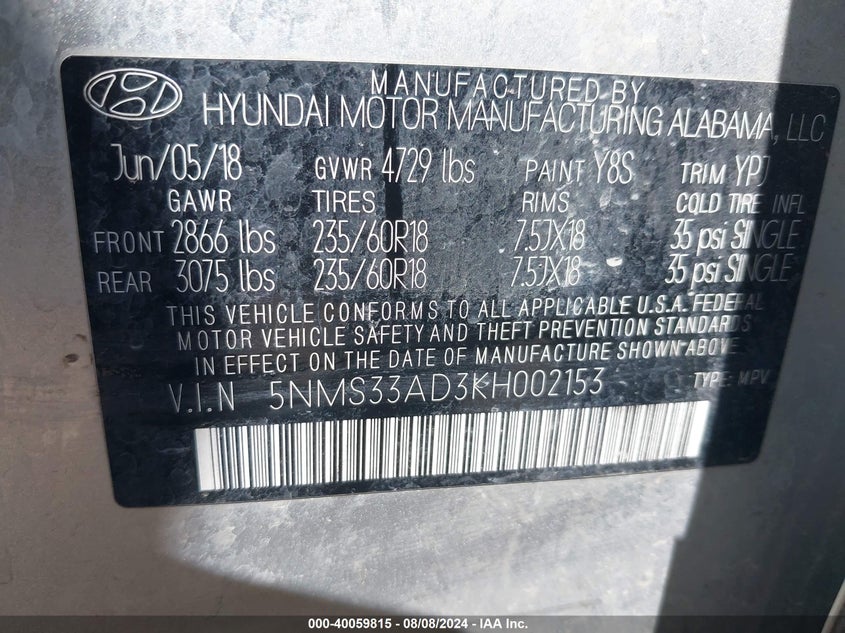 MANUFACTURED BY
HYUNDAI MOTOR MANUFACTURING ALABAMA, LLC
Jun/05/18 GVWR 4729 lbs PAINT Y8S TRIM YPJ
GAWR TIRES RIMS COLD TIRE INFL
FRONT 2866 lbs 235/60R18 7.5JX18 35 psi SINGLE
REAR 3075 lbs 235/60R18 7.5JX18 35 psi SINGLE
THIS VEHICLE CONFORMS TO ALL APPLICABLE U.S.A. FEDERAL
MOTOR VEHICLE SAFETY AND THEFT PREVENTION STANDARDS
IN EFFECT ON THE DATE OF MANUFACTURE SHOWN ABOVE.
V.I.N 5NMS33AD3KH002153 TYPE: MPV
000-40059815 - 08/08/2024 - IAA Inc.